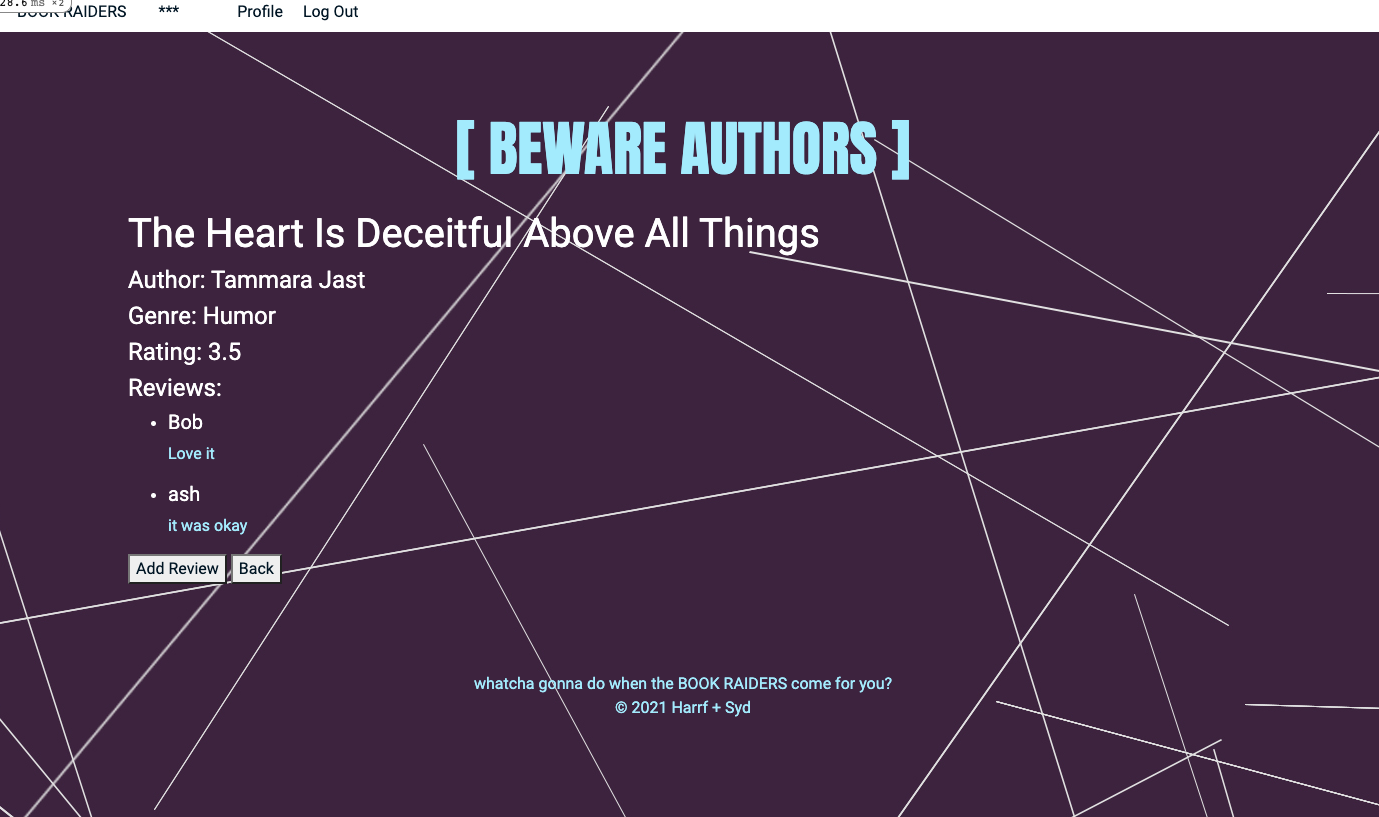 28.6 ms ×2
BOOK RAIDERS *** Profile Log Out
[ BEWARE AUTHORS ]
The Heart Is Deceitful Above All Things
Author: Tammara Jast
Genre: Humor
Rating: 3.5
Reviews:
• Bob
Love it
• ash
it was okay
Add Review Back
whatcha gonna do when the BOOK RAIDERS come for you?
© 2021 Harrf + Syd